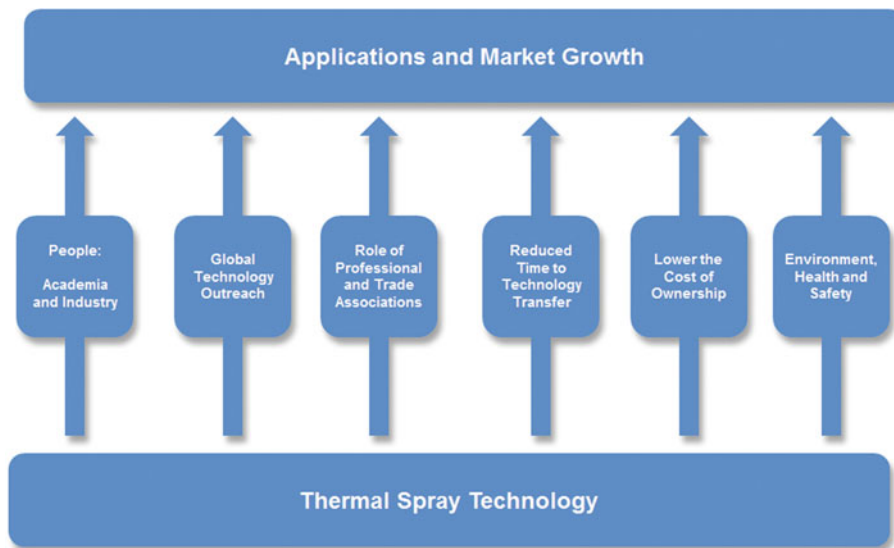 Applications and Market Growth
People:
Academia
and Industry
Global
Technology
Outreach
Role of
Professional
and Trade
Associations
Reduced
Time to
Technology
Transfer
Lower the
Cost of
Ownership
Environment,
Health and
Safety
Thermal Spray Technology